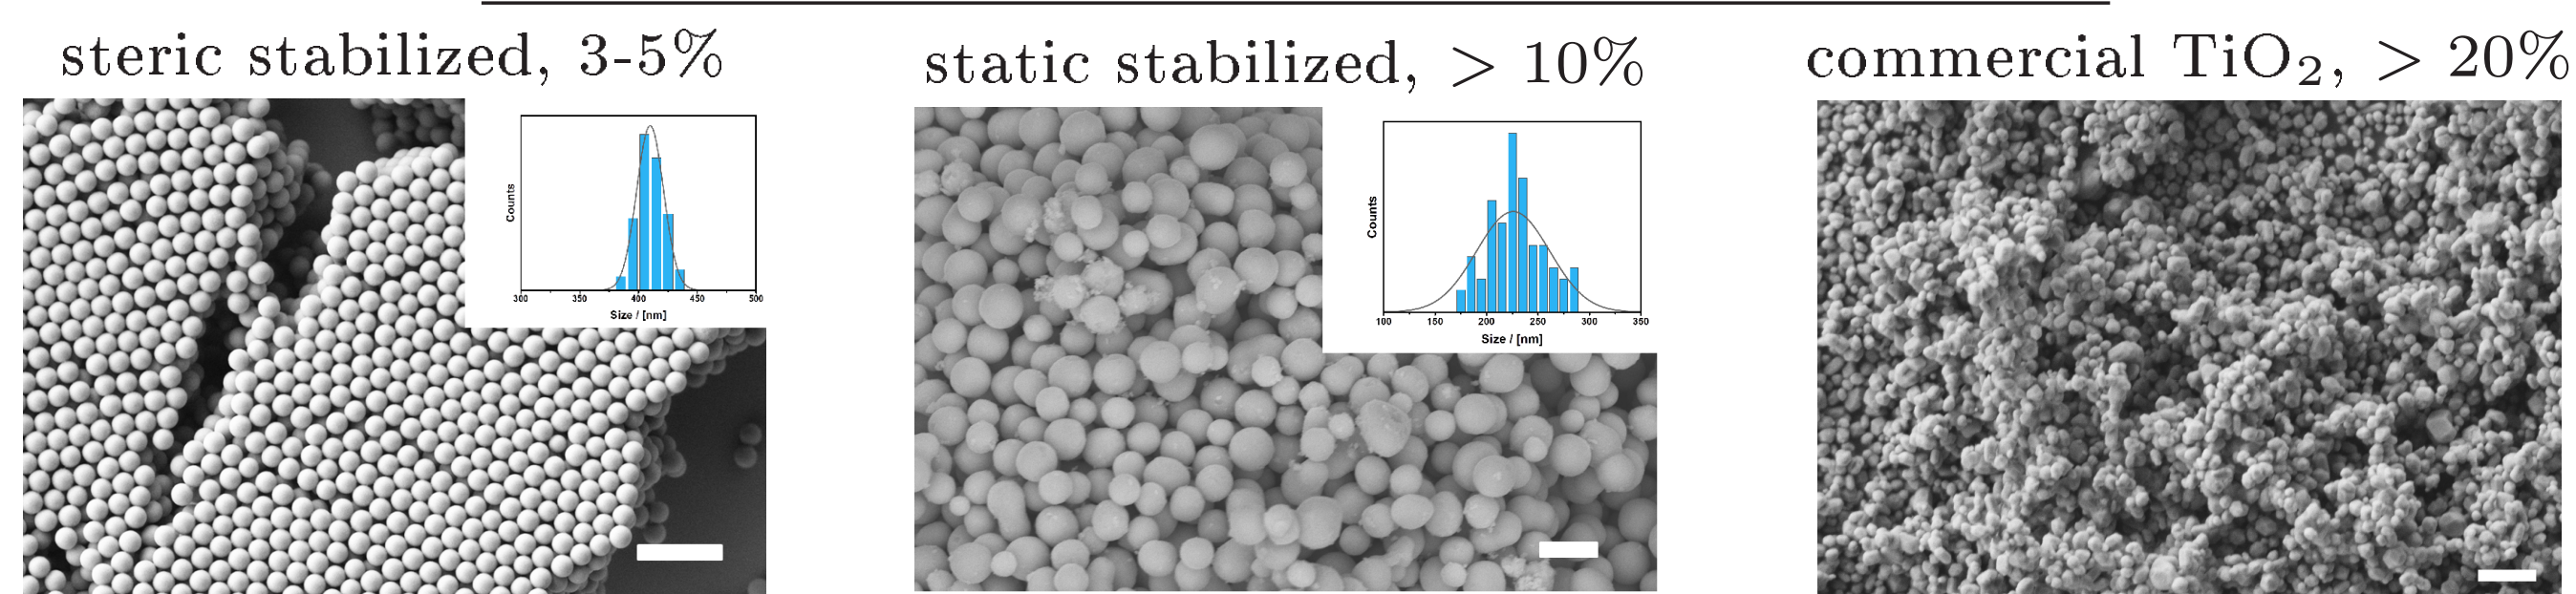 steric stabilized, 3-5%
static stabilized, > 10%
commercial TiO₂, > 20%
Counts
300 350 400 450 500
Size / [nm]
Counts
100 150 200 250 300 350
Size / [nm]